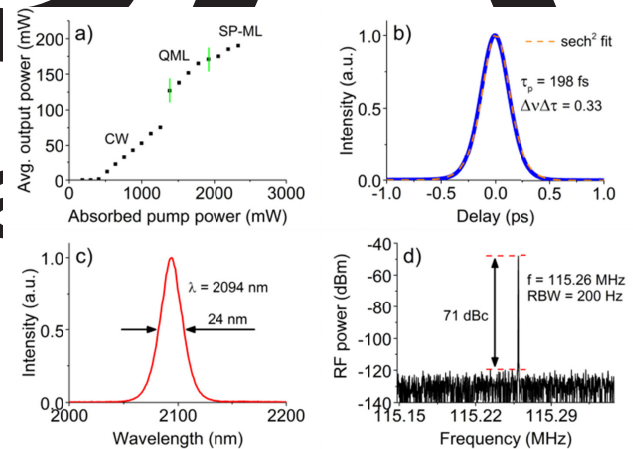 a)
SP-ML
QML
CW
Avg. output power (mW)
200
150
100
50
0
0
1000
2000
3000
Absorbed pump power (mW)
b)
sech² fit
τp = 198 fs
ΔνΔτ = 0.33
Intensity (a.u.)
1.0
0.5
0.0
-1.0
-0.5
0.0
0.5
1.0
Delay (ps)
c)
λ = 2094 nm
24 nm
Intensity (a.u.)
1.0
0.5
0.0
2000
2100
2200
Wavelength (nm)
d)
f = 115.26 MHz
RBW = 200 Hz
71 dBc
RF power (dBm)
-40
-60
-80
-100
-120
-140
115.15
115.22
115.29
Frequency (MHz)